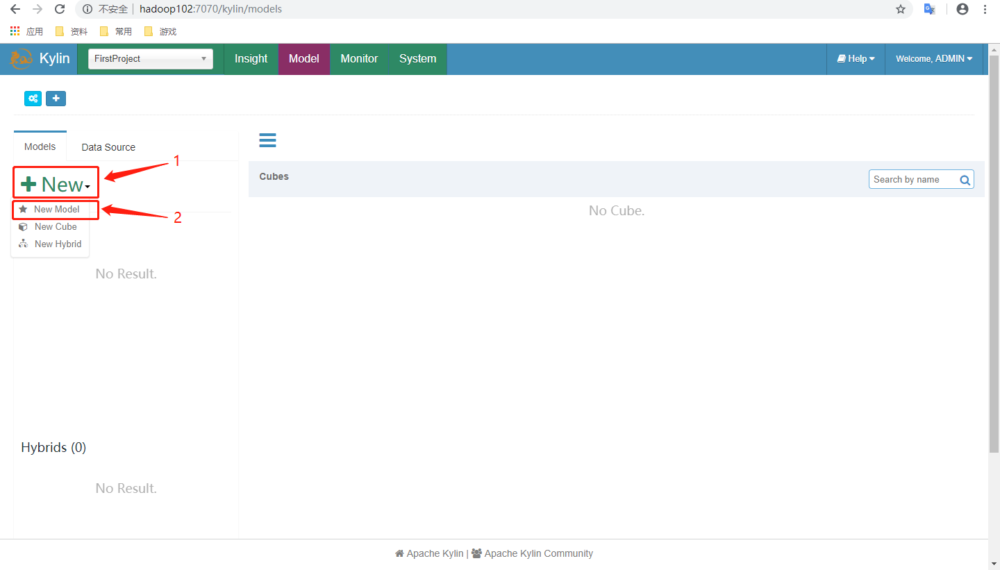 不安全 hadoop102:7070/kylin/models
应用 资料 常用 游戏
Kylin FirstProject Insight Model Monitor System Help Welcome, ADMIN
Models Data Source
1
New
Cubes Search by name
New Model
2
No Cube.
New Cube
New Hybrid
No Result.
Hybrids (0)
No Result.
Apache Kylin | Apache Kylin Community